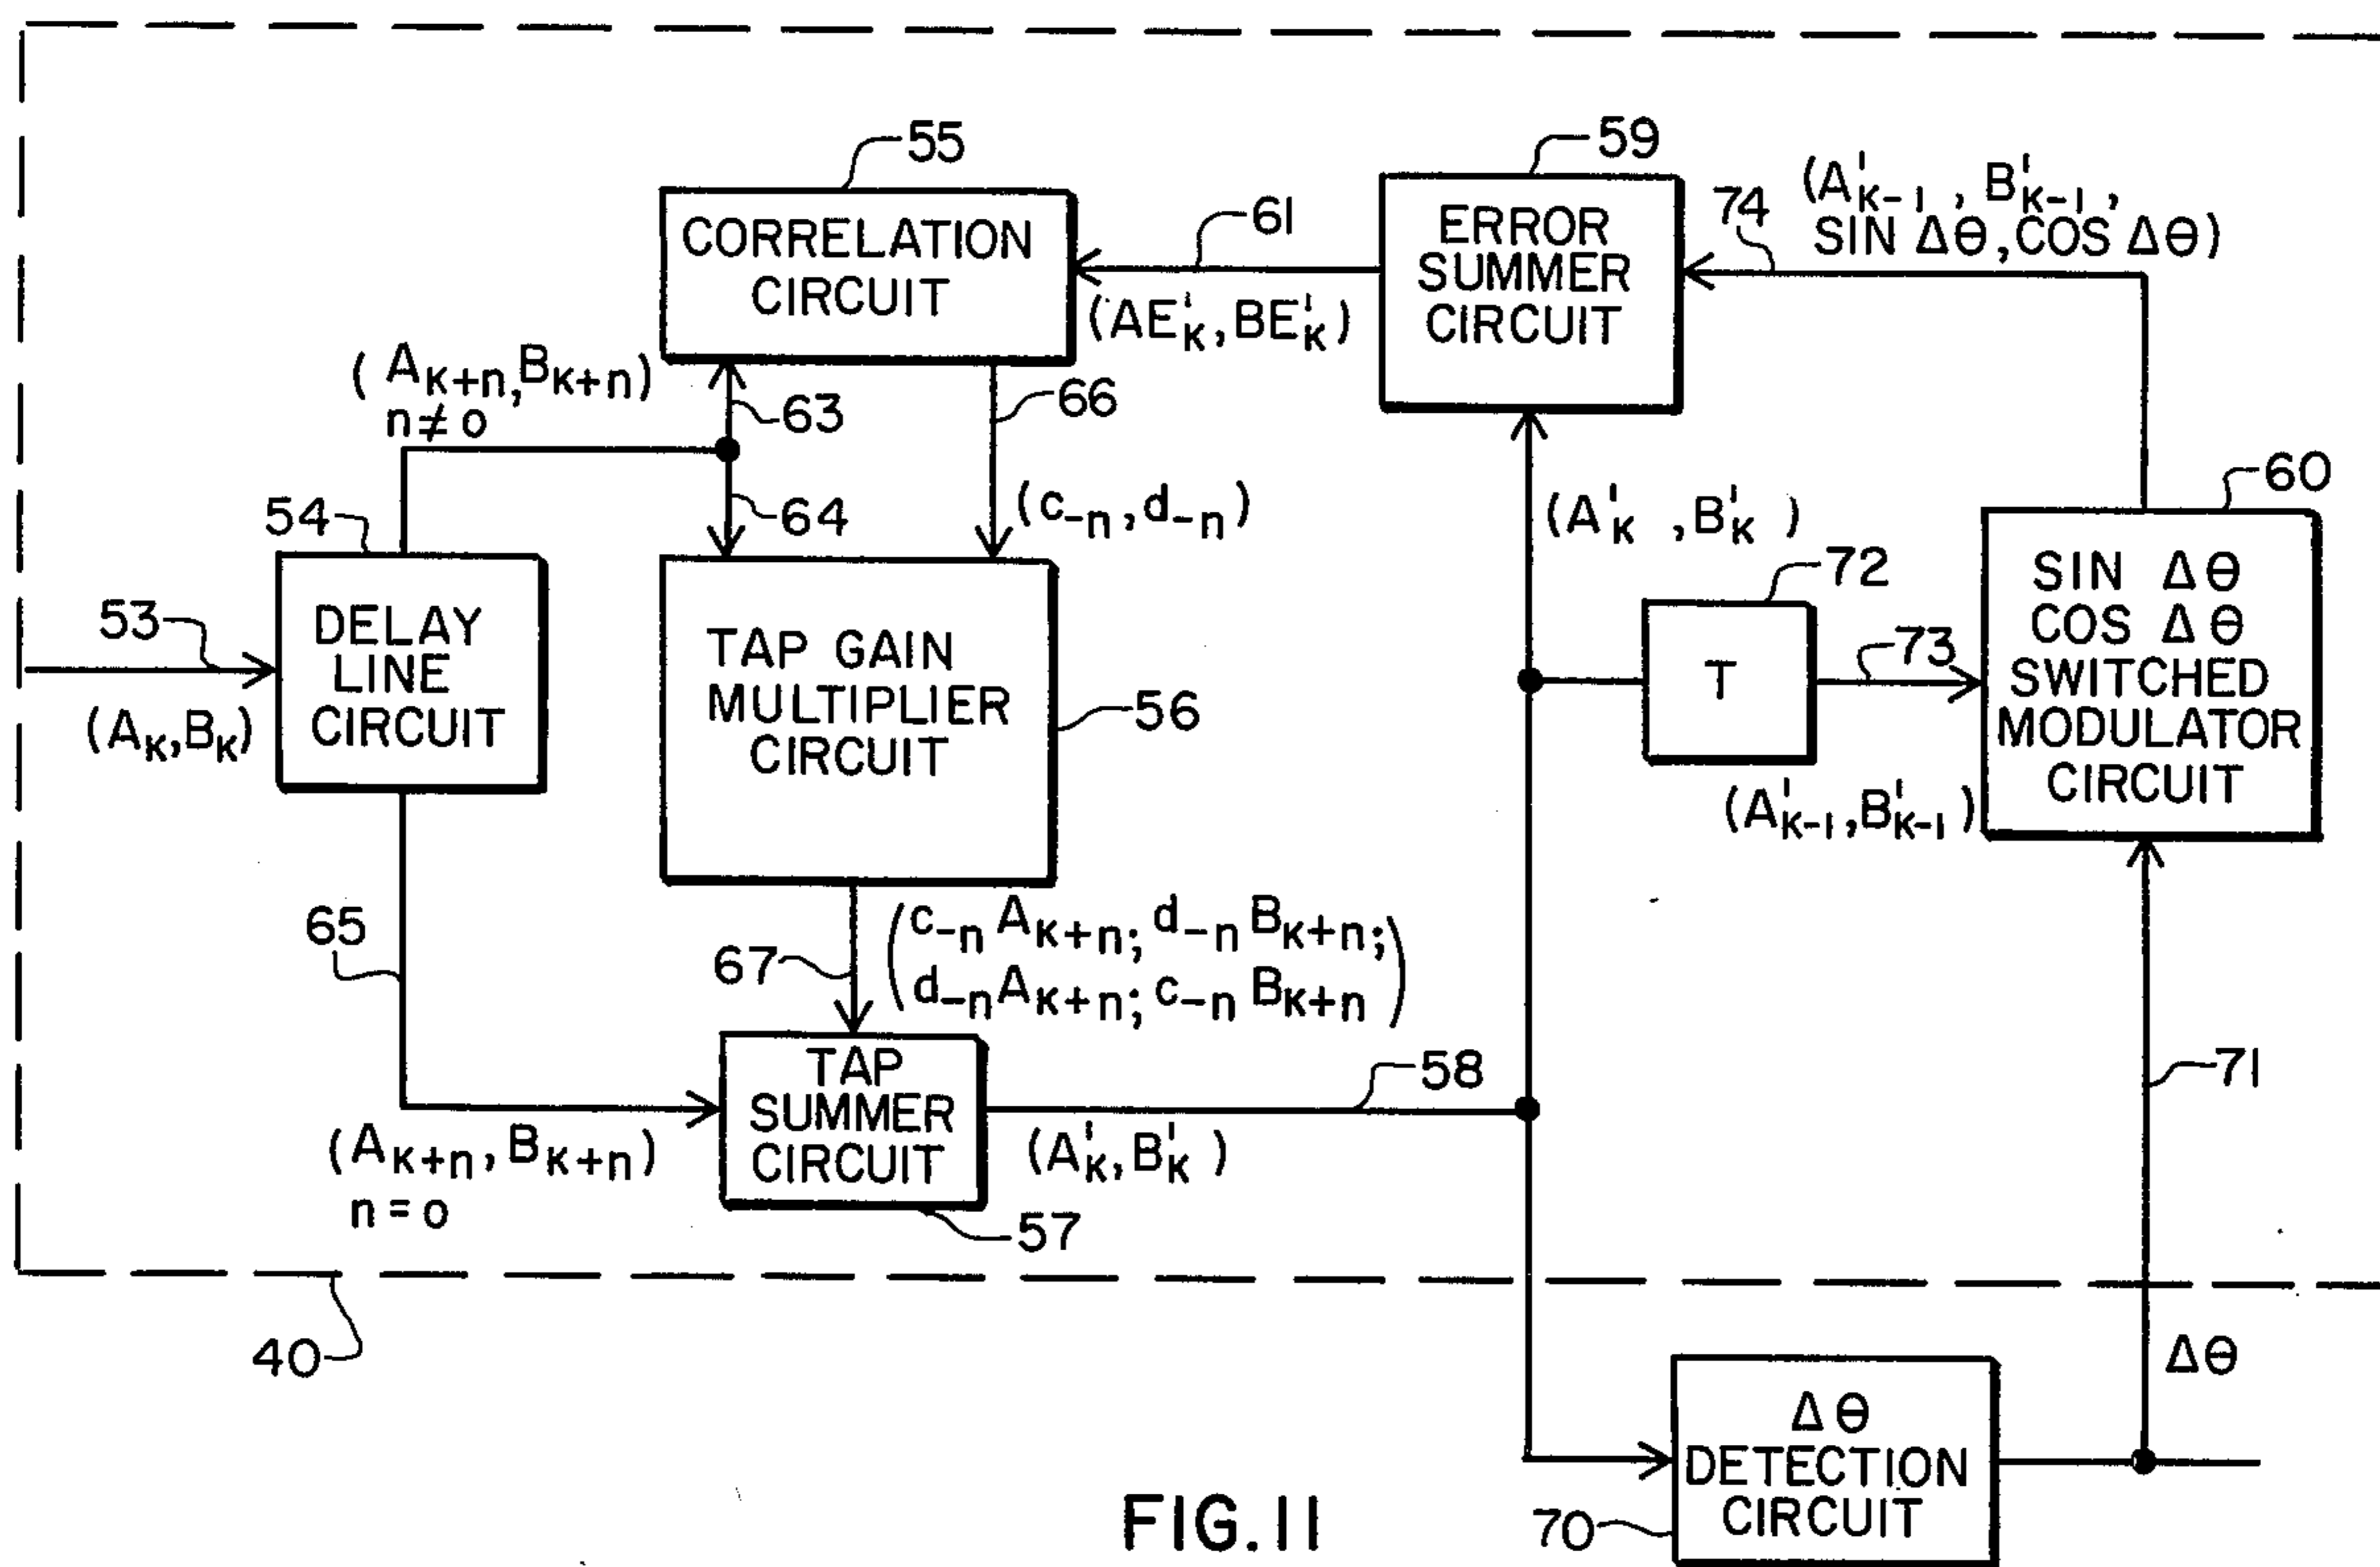 55
CORRELATION
CIRCUIT
61
(AE'K, BE'K)
59
ERROR
SUMMER
CIRCUIT
74
(A'K-1, B'K-1,
SIN Δθ, COS Δθ)
(AK+n, BK+n)
n ≠ 0
63
66
64
(c-n, d-n)
(A'K, B'K)
60
SIN Δθ
COS Δθ
SWITCHED
MODULATOR
CIRCUIT
54
53
(AK, BK)
DELAY
LINE
CIRCUIT
TAP GAIN
MULTIPLIER
CIRCUIT
56
72
T
73
(A'K-1, B'K-1)
65
67
(c-n AK+n; d-n BK+n;
d-n AK+n; c-n BK+n)
(AK+n, BK+n)
n = 0
TAP
SUMMER
CIRCUIT
57
58
(A'K, B'K)
71
40
Δθ
Δθ
DETECTION
CIRCUIT
70
FIG. 11